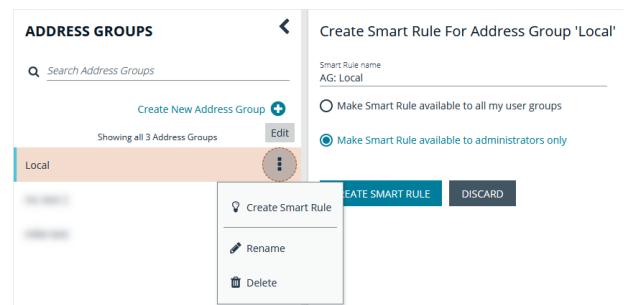 ADDRESS GROUPS
Search Address Groups
Create New Address Group
Showing all 3 Address Groups
Edit
Local
Create Smart Rule
Rename
Delete
Create Smart Rule For Address Group 'Local'
Smart Rule name
AG: Local
Make Smart Rule available to all my user groups
Make Smart Rule available to administrators only
EATE SMART RULE
DISCARD